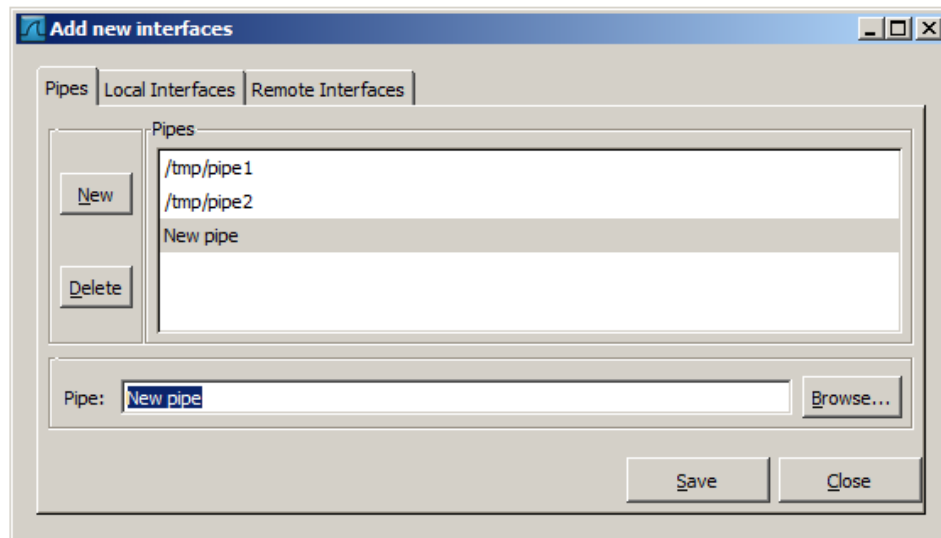 Add new interfaces
Pipes Local Interfaces Remote Interfaces
Pipes
/tmp/pipe1
/tmp/pipe2
New pipe
New
Delete
Pipe: New pipe Browse...
Save Close